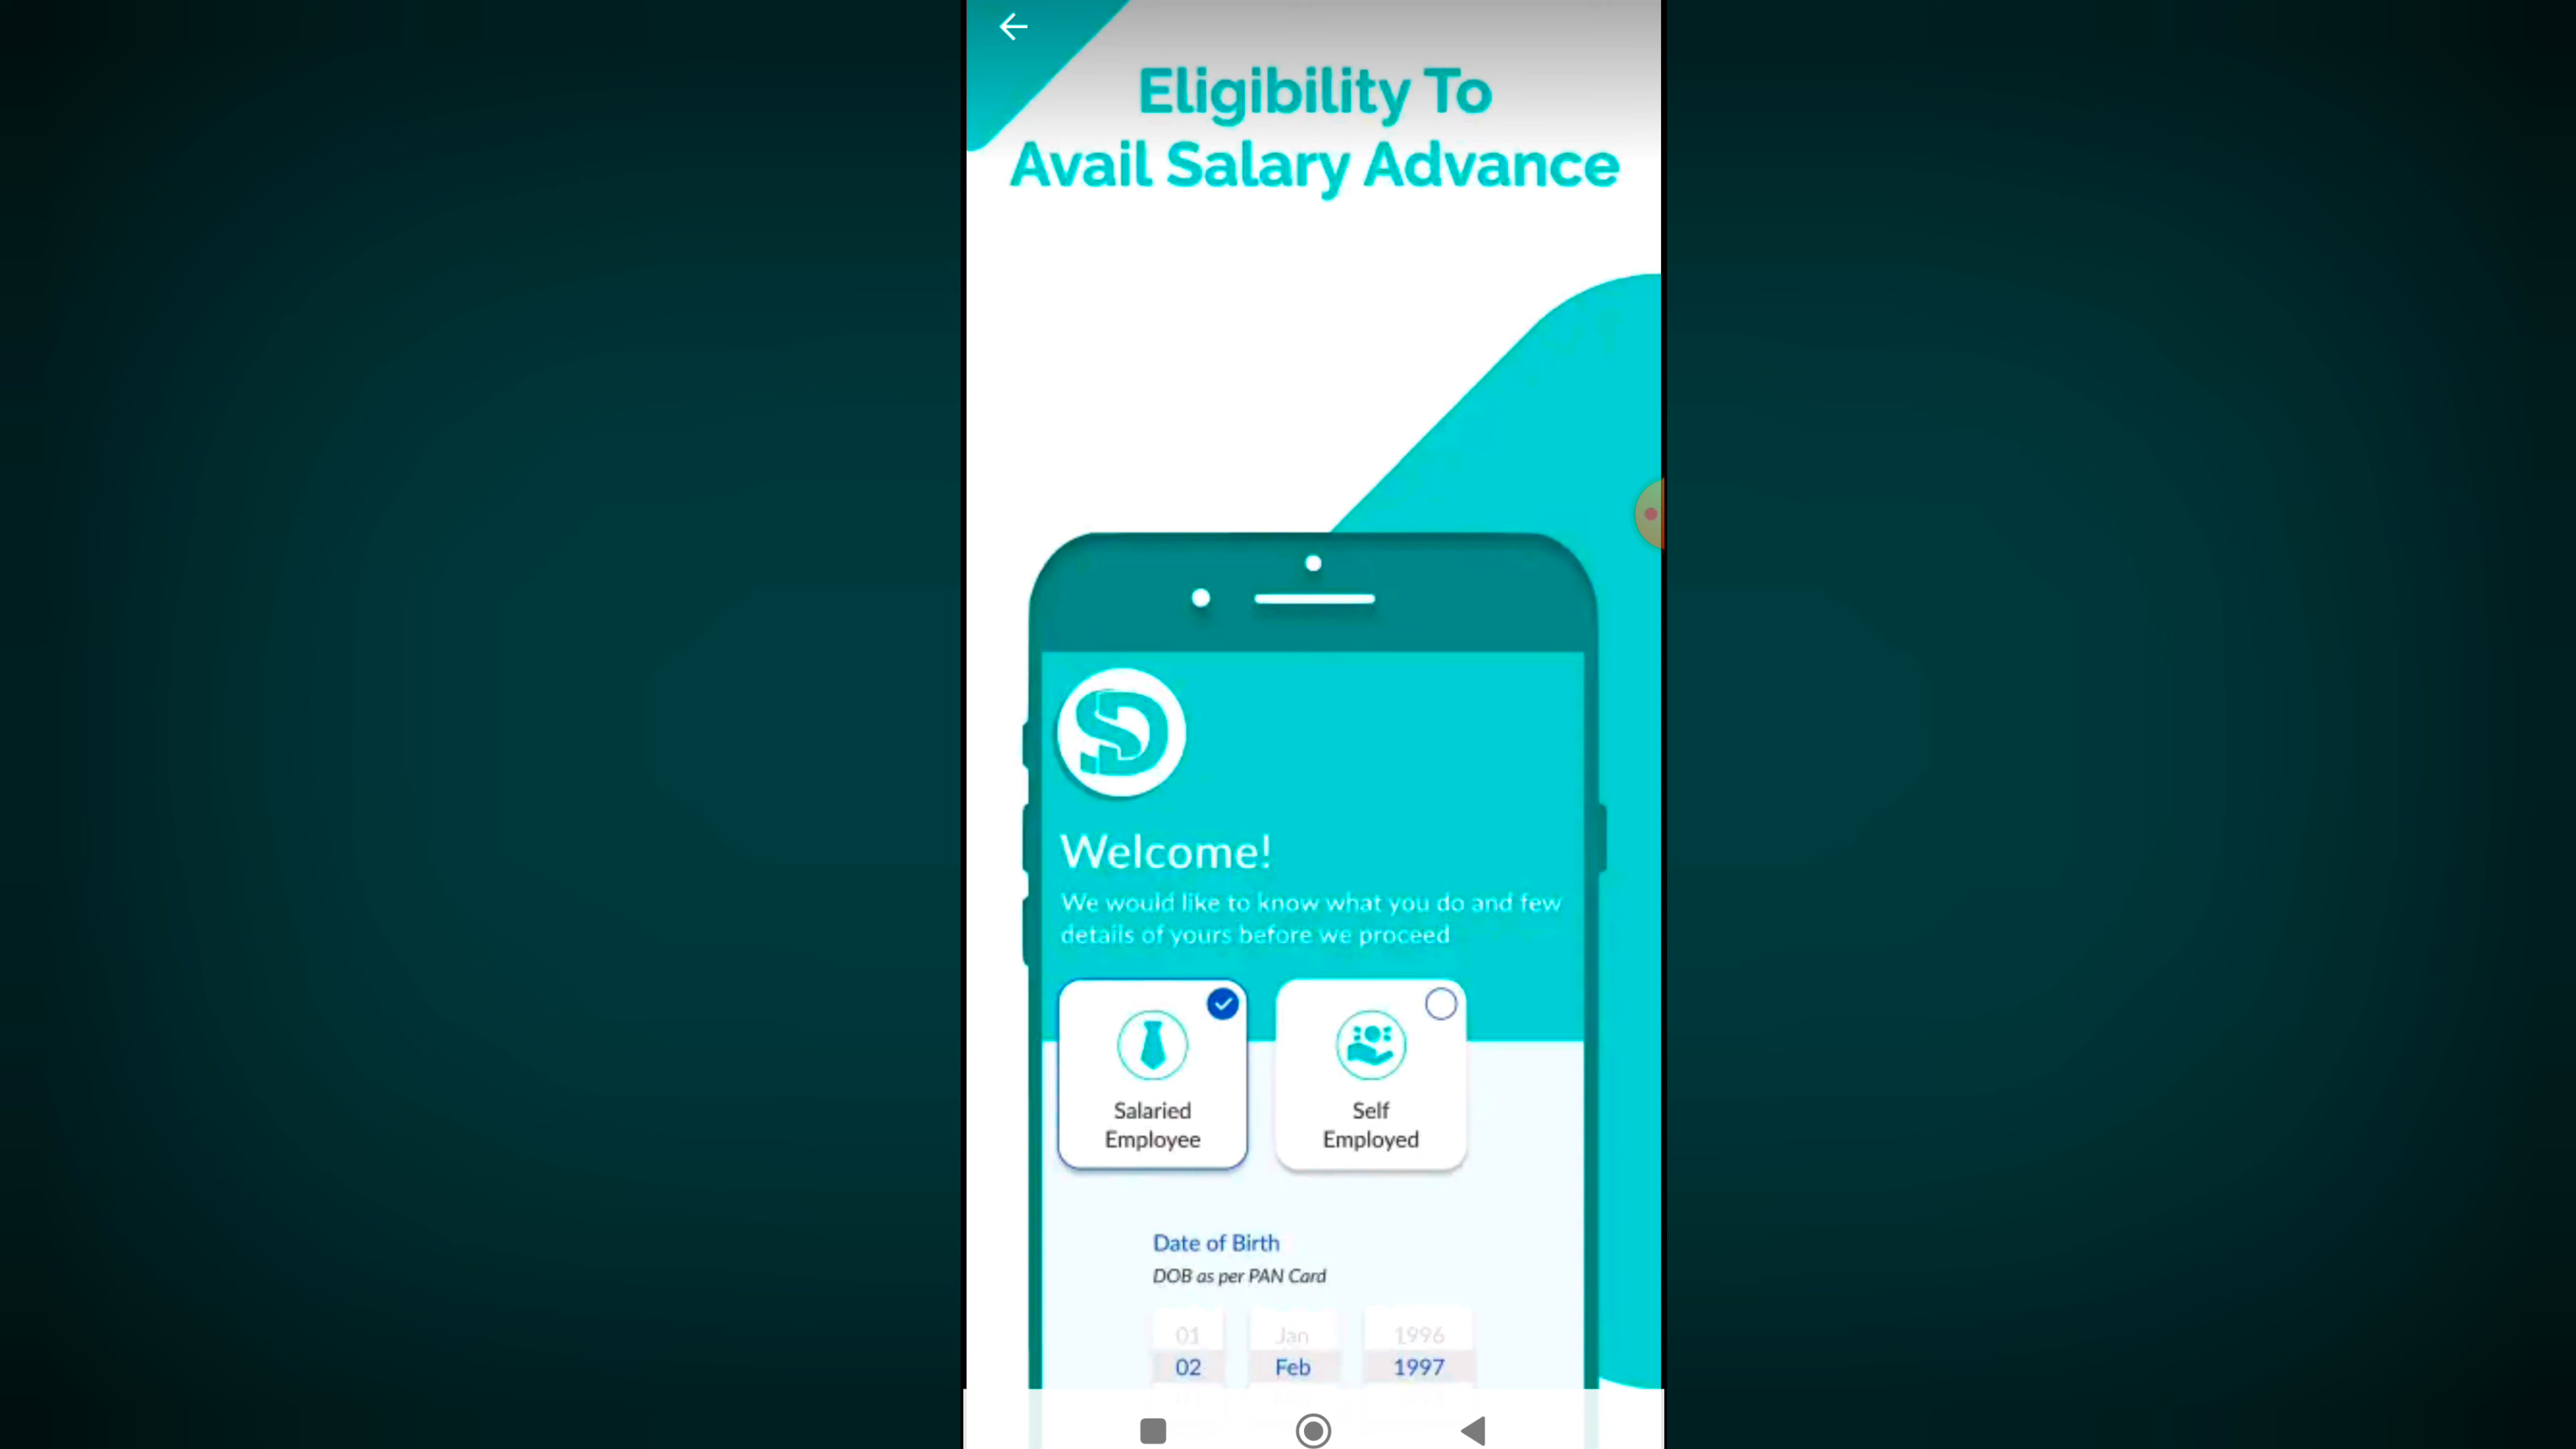 Eligibility To
Avail Salary Advance
SD
Welcome!
We would like to know what you do and few
details of yours before we proceed
Salaried
Employee
Self
Employed
Date of Birth
DOB as per PAN Card
01 Jan 1996
02 Feb 1997